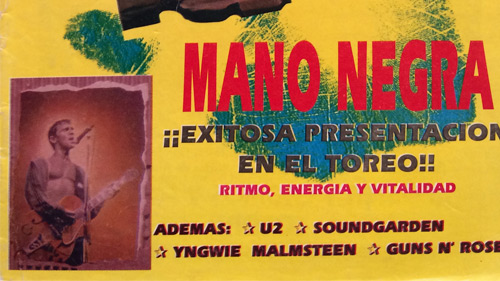 MANO NEGRA
¡¡EXITOSA PRESENTACION
EN EL TOREO!!
RITMO, ENERGIA Y VITALIDAD
ADEMAS: ☆ U2 ☆ SOUNDGARDEN
☆ YNGWIE MALMSTEEN ☆ GUNS N' ROSE